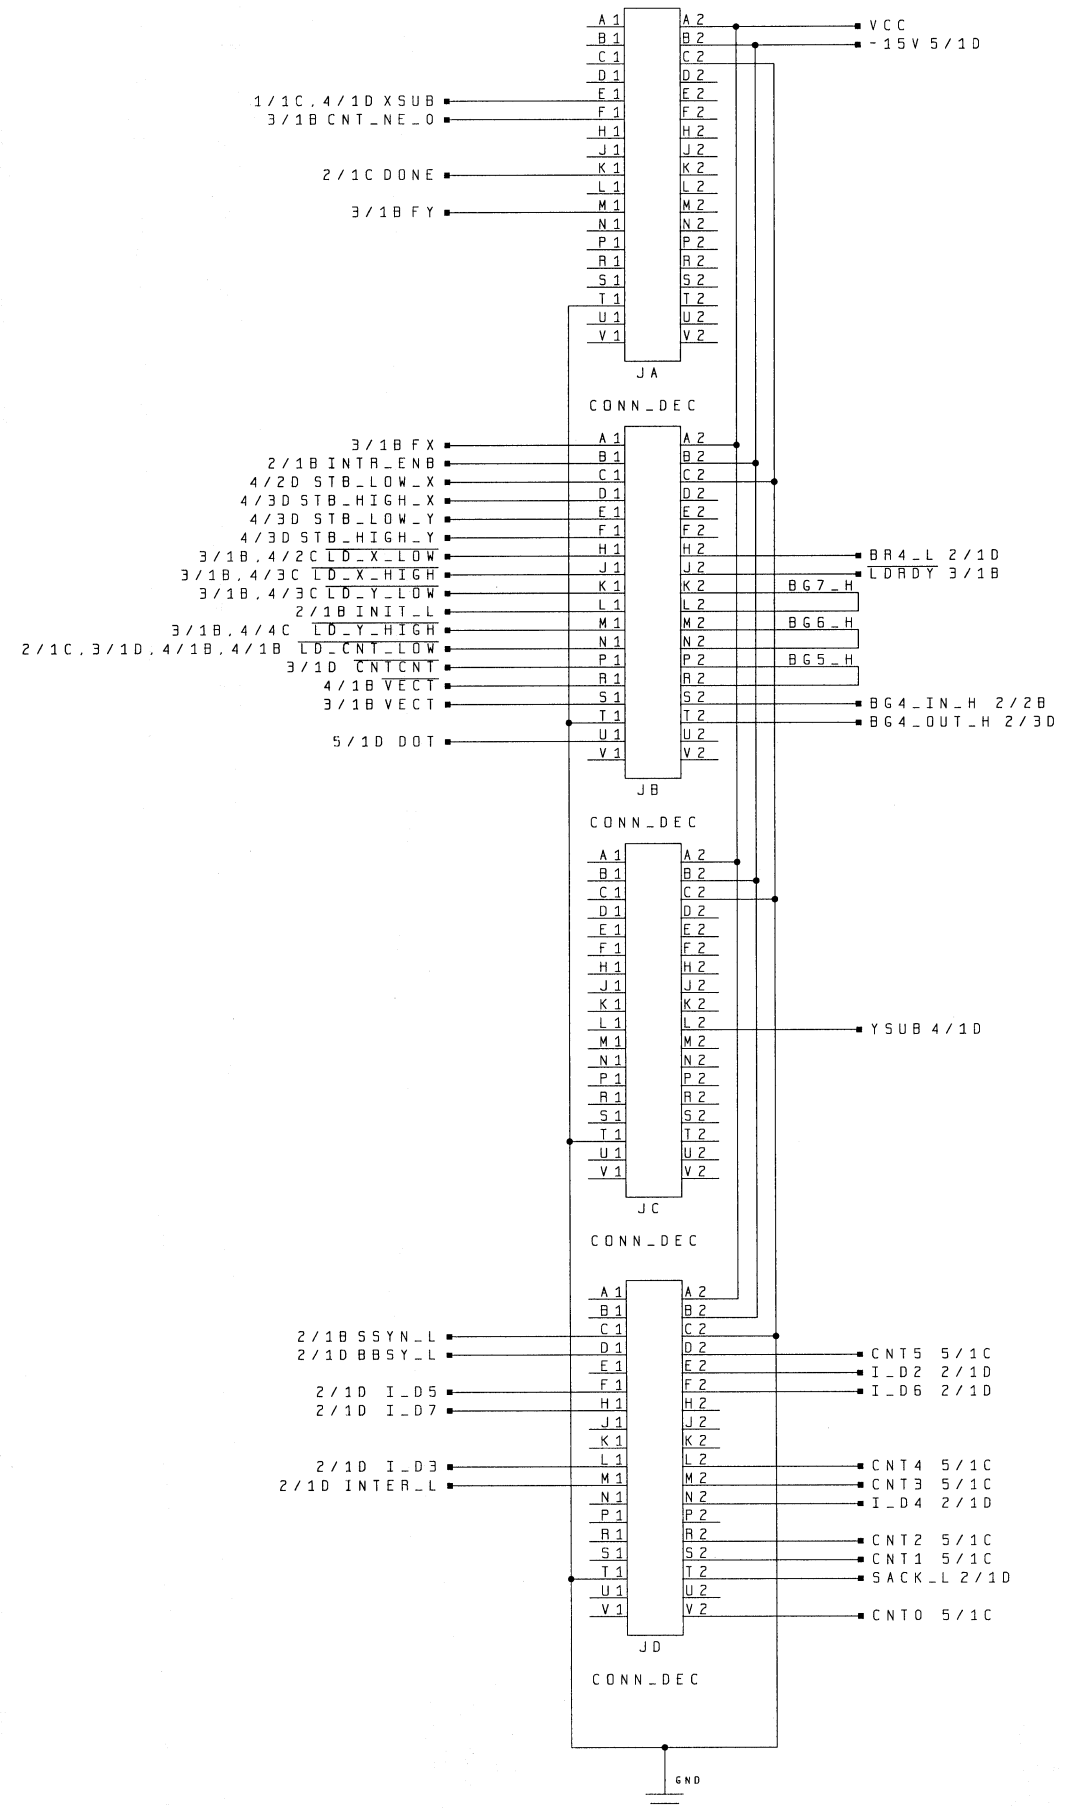 A1 A2 VCC
B1 B2 -15V 5/1D
C1 C2
D1 D2
1/1C,4/1D XSUB E1 E2
3/1B CNT_NE_0 F1 F2
H1 H2
J1 J2
2/1C DONE K1 K2
L1 L2
3/1B FY M1 M2
N1 N2
P1 P2
R1 R2
S1 S2
T1 T2
U1 U2
V1 V2
JA
CONN_DEC
3/1B FX A1 A2
2/1B INTR_ENB B1 B2
4/2D STB_LOW_X C1 C2
4/3D STB_HIGH_X D1 D2
4/3D STB_LOW_Y E1 E2
4/3D STB_HIGH_Y F1 F2
3/1B,4/2C LD_X_LOW H1 H2 BR4_L 2/1D
3/1B,4/3C LD_X_HIGH J1 J2 LDRDY 3/1B
3/1B,4/3C LD_Y_LOW K1 K2 BG7_H
2/1B INIT_L L1 L2
3/1B,4/4C LD_Y_HIGH M1 M2 BG6_H
2/1C,3/1D,4/1B,4/1B LD_CNT_LOW N1 N2
3/1D CNTCNT P1 P2 BG5_H
4/1B VECT R1 R2
3/1B VECT S1 S2 BG4_IN_H 2/2B
T1 T2 BG4_OUT_H 2/3D
5/1D DOT U1 U2
V1 V2
JB
CONN_DEC
A1 A2
B1 B2
C1 C2
D1 D2
E1 E2
F1 F2
H1 H2
J1 J2
K1 K2
L1 L2 YSUB 4/1D
M1 M2
N1 N2
P1 P2
R1 R2
S1 S2
T1 T2
U1 U2
V1 V2
JC
CONN_DEC
A1 A2
B1 B2
2/1B SSYN_L C1 C2
2/1D BBSY_L D1 D2 CNT5 5/1C
E1 E2 I_D2 2/1D
2/1D I_D5 F1 F2 I_D6 2/1D
2/1D I_D7 H1 H2
J1 J2
K1 K2
2/1D I_D3 L1 L2 CNT4 5/1C
2/1D INTER_L M1 M2 CNT3 5/1C
N1 N2 I_D4 2/1D
P1 P2
R1 R2 CNT2 5/1C
S1 S2 CNT1 5/1C
T1 T2 SACK_L 2/1D
U1 U2
V1 V2 CNT0 5/1C
JD
CONN_DEC
GND